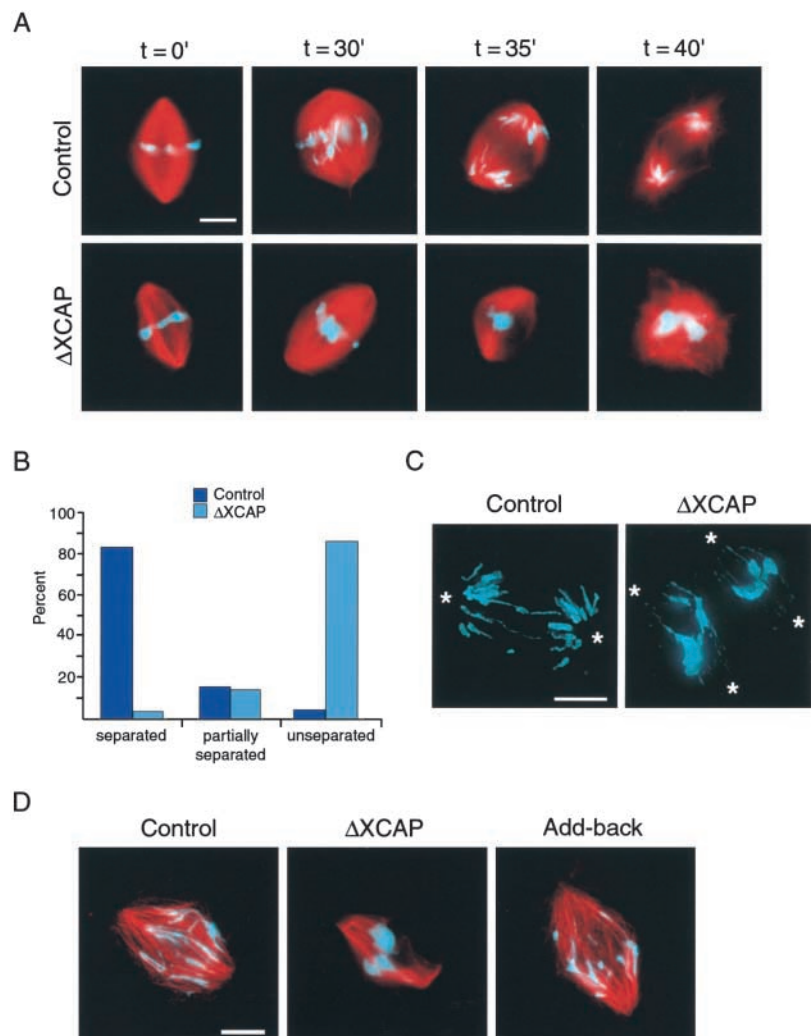 A
t = 0'
t = 30'
t = 35'
t = 40'
Control
ΔXCAP
B
Control
ΔXCAP
100
80
60
40
20
Percent
separated
partially
separated
unseparated
C
Control
ΔXCAP
*
*
*
*
*
*
D
Control
ΔXCAP
Add-back